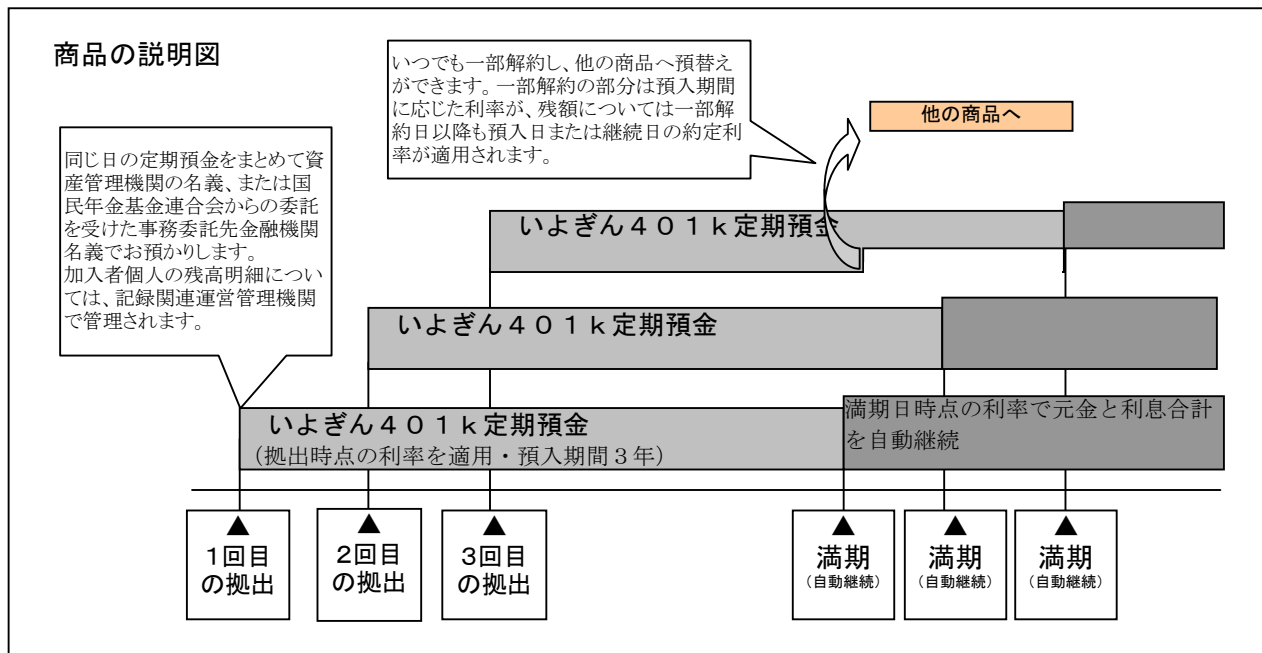 商品の説明図
いつでも一部解約し、他の商品へ預替え
ができます。一部解約の部分は預入期間
に応じた利率が、残額については一部解
約日以降も預入日または継続日の約定利
率が適用されます。
他の商品へ
同じ日の定期預金をまとめて資
産管理機関の名義、または国
民年金基金連合会からの委託
を受けた事務委託先金融機関
名義でお預かりします。
加入者個人の残高明細につい
ては、記録関連運営管理機関
で管理されます。
いよぎん401k定期預金
いよぎん401k定期預金
いよぎん401k定期預金
(拠出時点の利率を適用・預入期間3年)
満期日時点の利率で元金と利息合計
を自動継続
▲
1回目
の拠出
▲
2回目
の拠出
▲
3回目
の拠出
▲
満期
(自動継続)
▲
満期
(自動継続)
▲
満期
(自動継続)